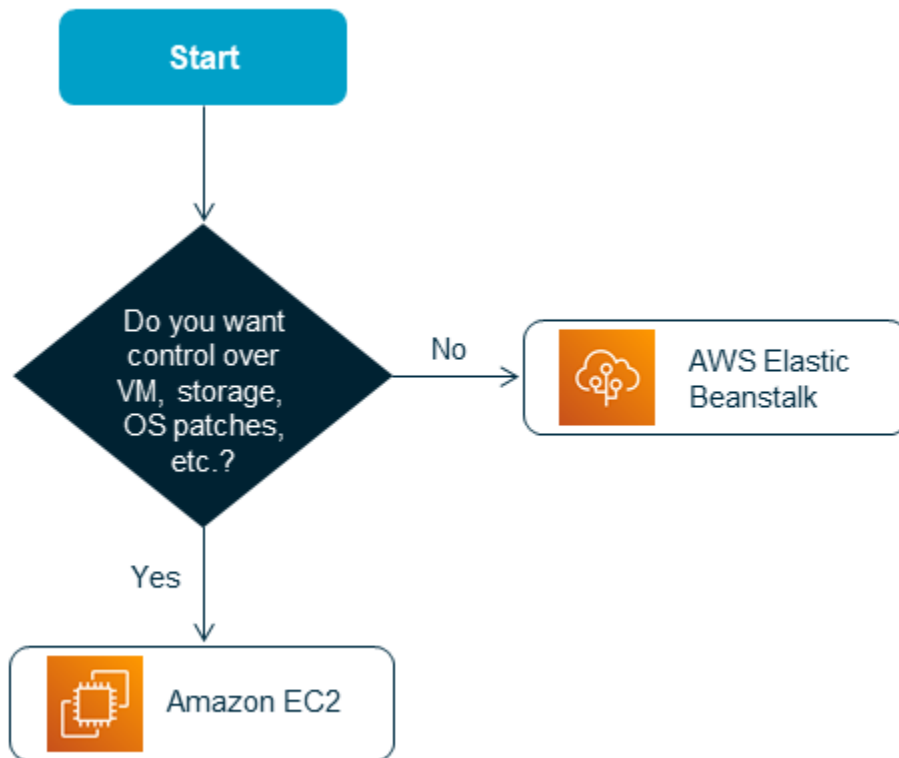 Start
Do you want
control over
VM, storage,
OS patches,
etc.?
No
AWS Elastic
Beanstalk
Yes
Amazon EC2